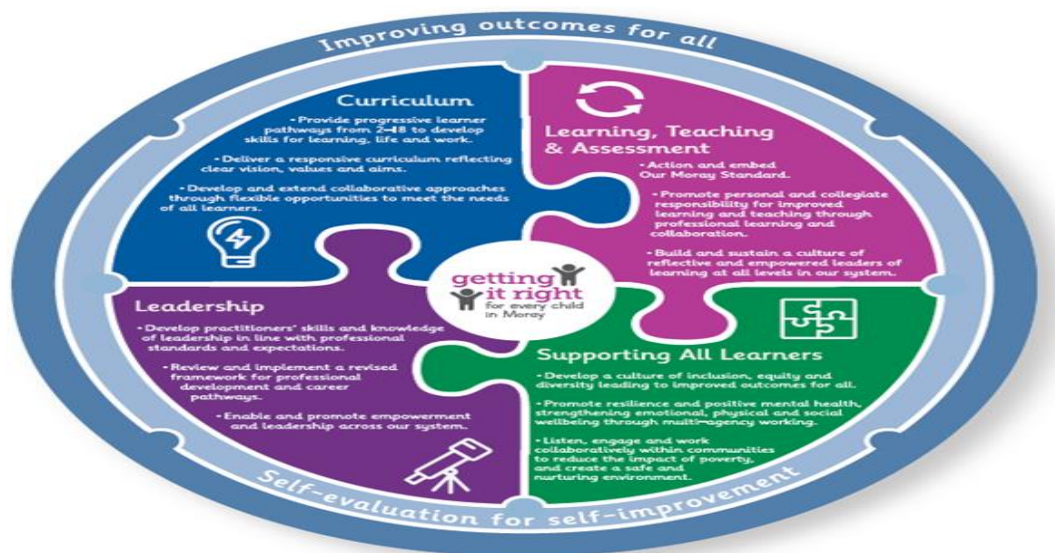 Improving outcomes for all
Curriculum
• Provide progressive learner
pathways from 2–18 to develop
skills for learning, life and work.
• Deliver a responsive curriculum reflecting
clear vision, values and aims.
• Develop and extend collaborative approaches
through flexible opportunities to meet the needs
of all learners.
Learning, Teaching
& Assessment
• Action and embed
Our Moray Standard.
• Promote personal and collegiate
responsibility for improved
learning and teaching through
professional learning and
collaboration.
• Build and sustain a culture of
reflective and empowered leaders of
learning at all levels in our system.
getting
it right
for every child
in Moray
Leadership
• Develop practitioners' skills and knowledge
of leadership in line with professional
standards and expectations.
• Review and implement a revised
framework for professional
development and career
pathways.
• Enable and promote empowerment
and leadership across our system.
Supporting All Learners
• Develop a culture of inclusion, equity and
diversity leading to improved outcomes for all.
• Promote resilience and positive mental health,
strengthening emotional, physical and social
wellbeing through multi-agency working.
• Listen, engage and work
collaboratively within communities
to reduce the impact of poverty,
and create a safe and
nurturing environment.
Self-evaluation for self-improvement